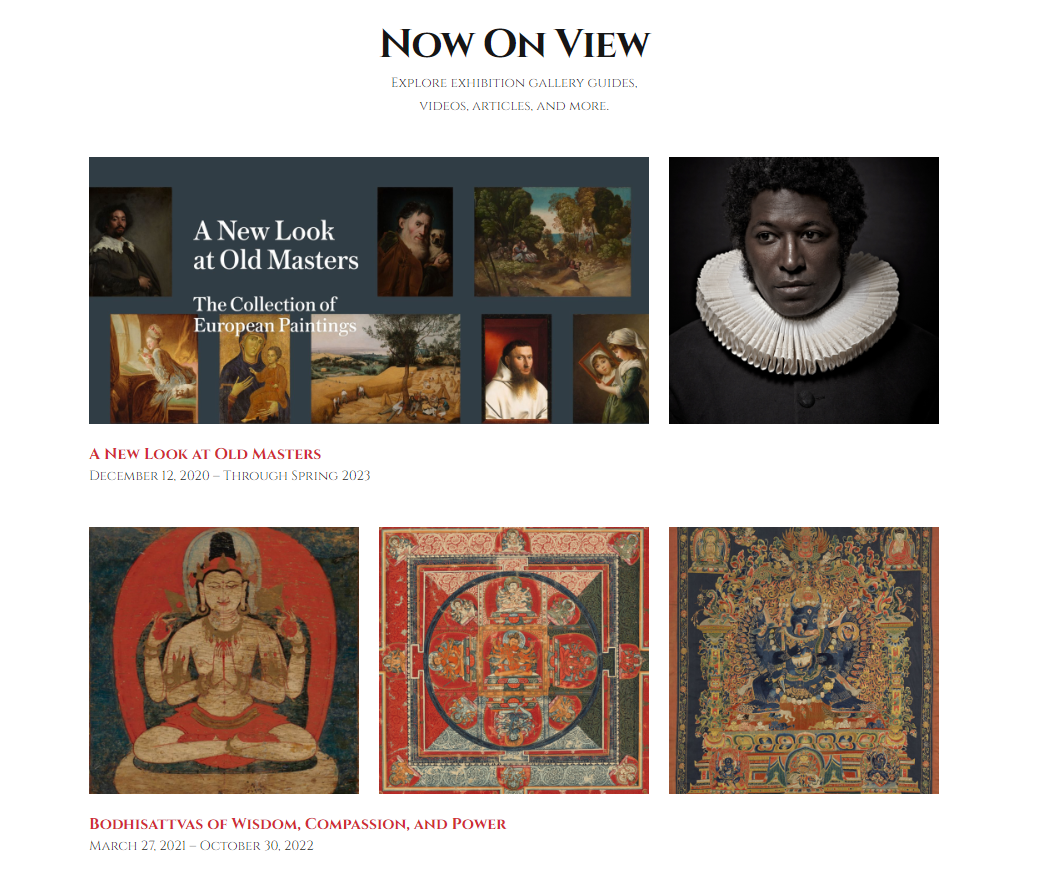 Now On View
Explore exhibition gallery guides,
videos, articles, and more.
A New Look
at Old Masters
The Collection of
European Paintings
A New Look at Old Masters
December 12, 2020 – Through Spring 2023
Bodhisattvas of Wisdom, Compassion, and Power
March 27, 2021 – October 30, 2022